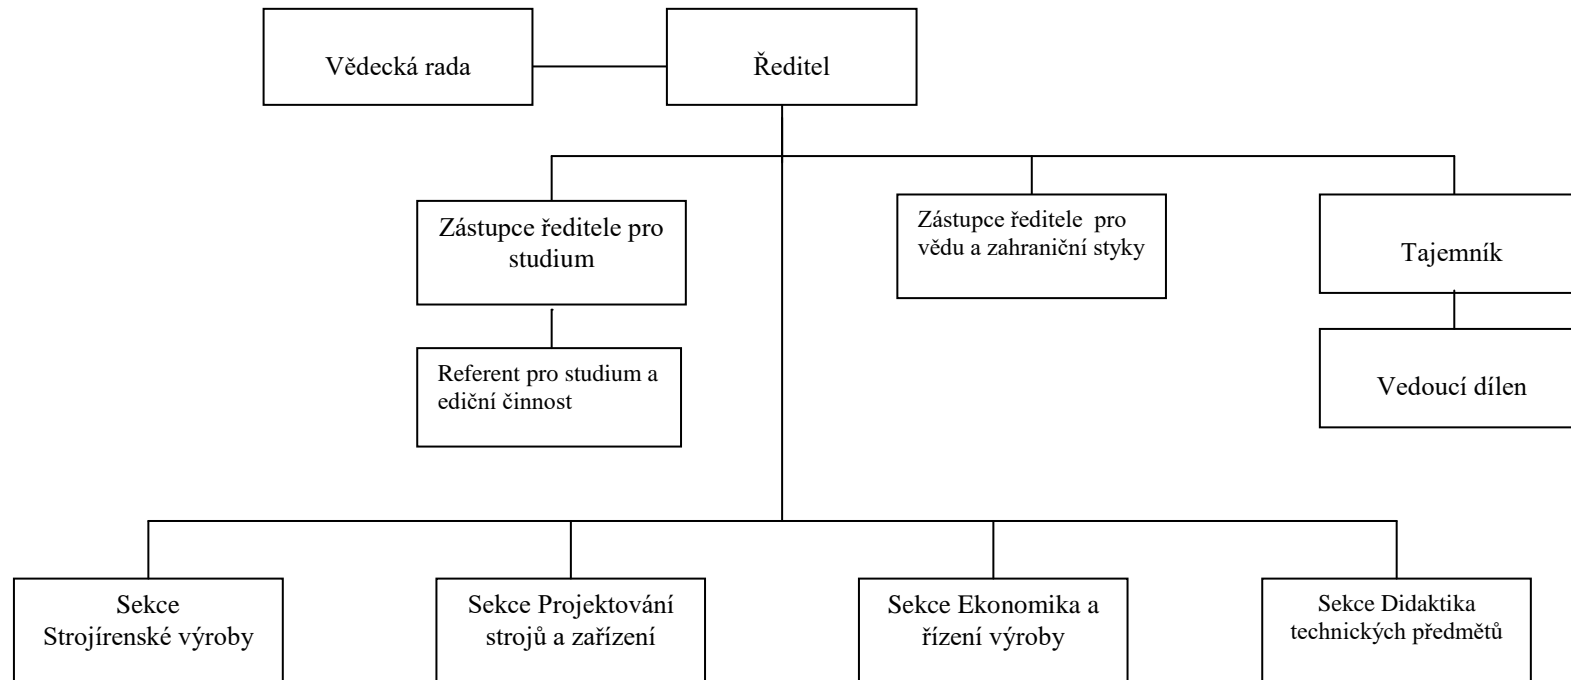 Vědecká rada
Ředitel
Zástupce ředitele pro
studium
Zástupce ředitele pro
vědu a zahraniční styky
Tajemník
Referent pro studium a
ediční činnost
Vedoucí dílen
Sekce
Strojírenské výroby
Sekce Projektování
strojů a zařízení
Sekce Ekonomika a
řízení výroby
Sekce Didaktika
technických předmětů